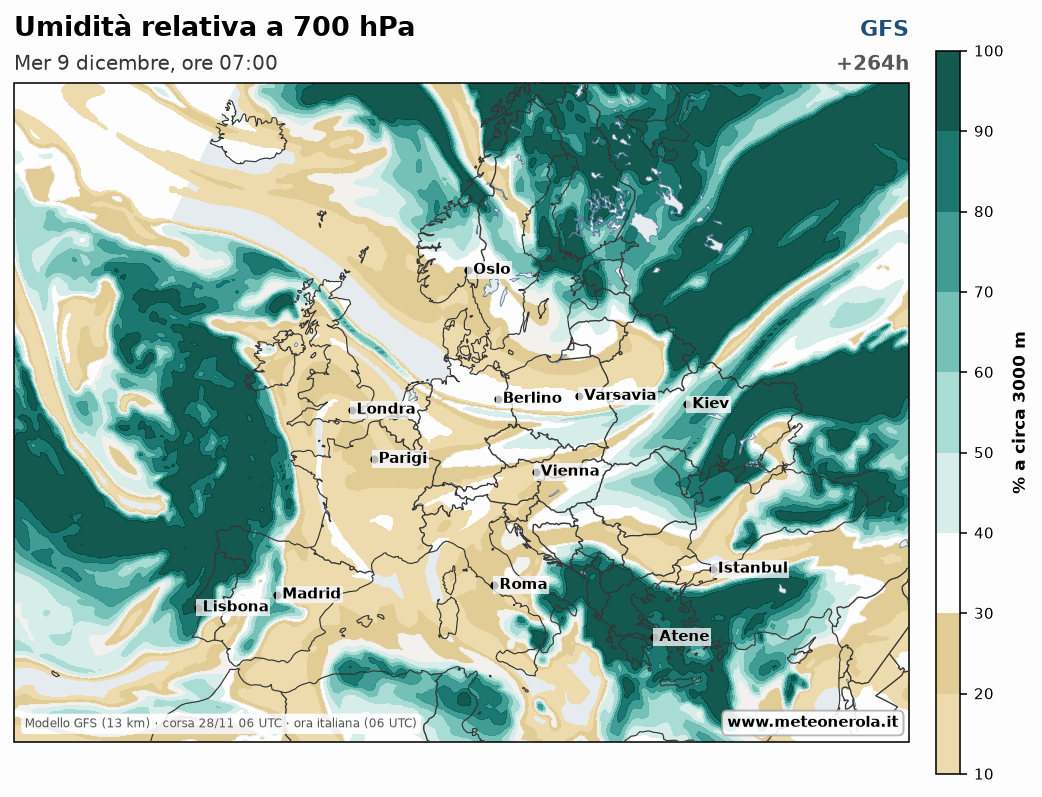 Umidità relativa a 700 hPa
GFS
Mer 9 dicembre, ore 07:00
+264h
100
90
80
70
60
50
40
30
20
10
% a circa 3000 m
Oslo
Berlino
Varsavia
Kiev
Londra
Parigi
Vienna
Istanbul
Roma
Madrid
Lisbona
Atene
Modello GFS (13 km) · corsa 28/11 06 UTC · ora italiana (06 UTC)
www.meteonerola.it